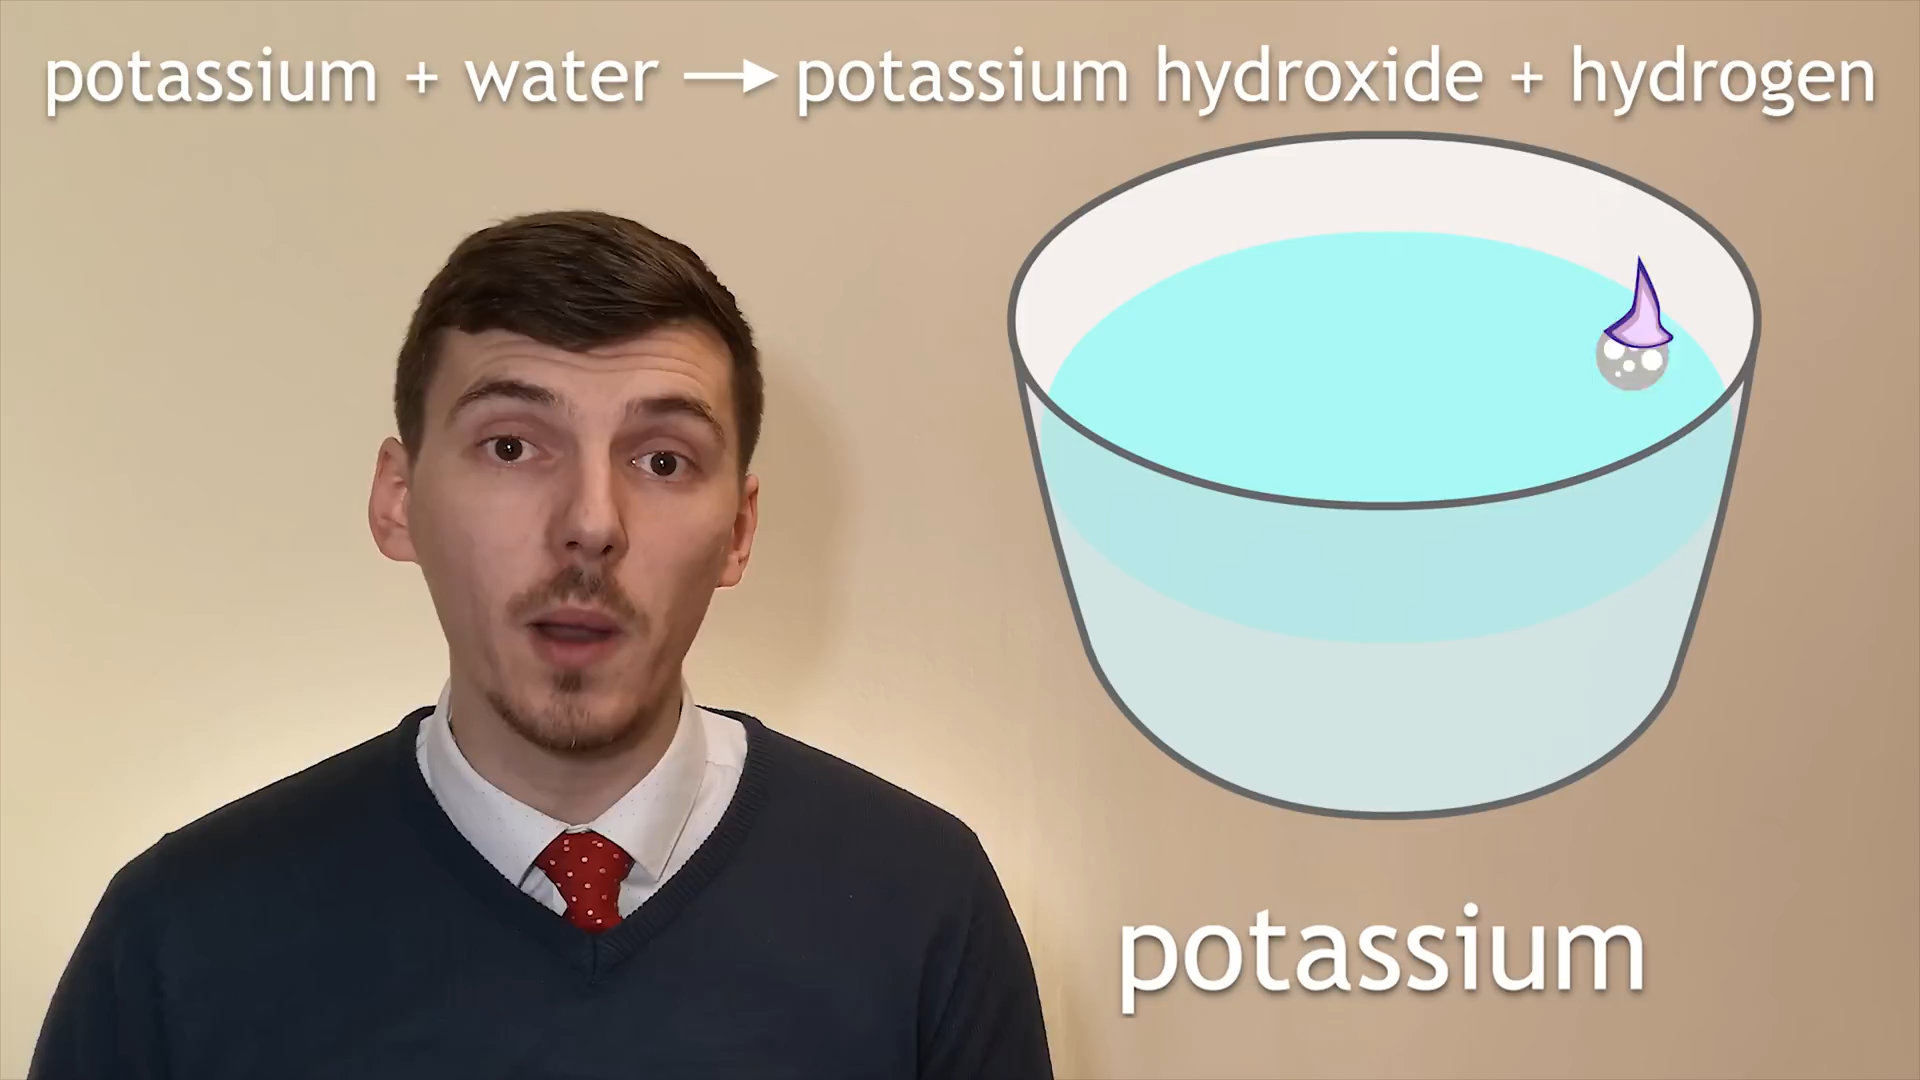 potassium + water → potassium hydroxide + hydrogen
potassium